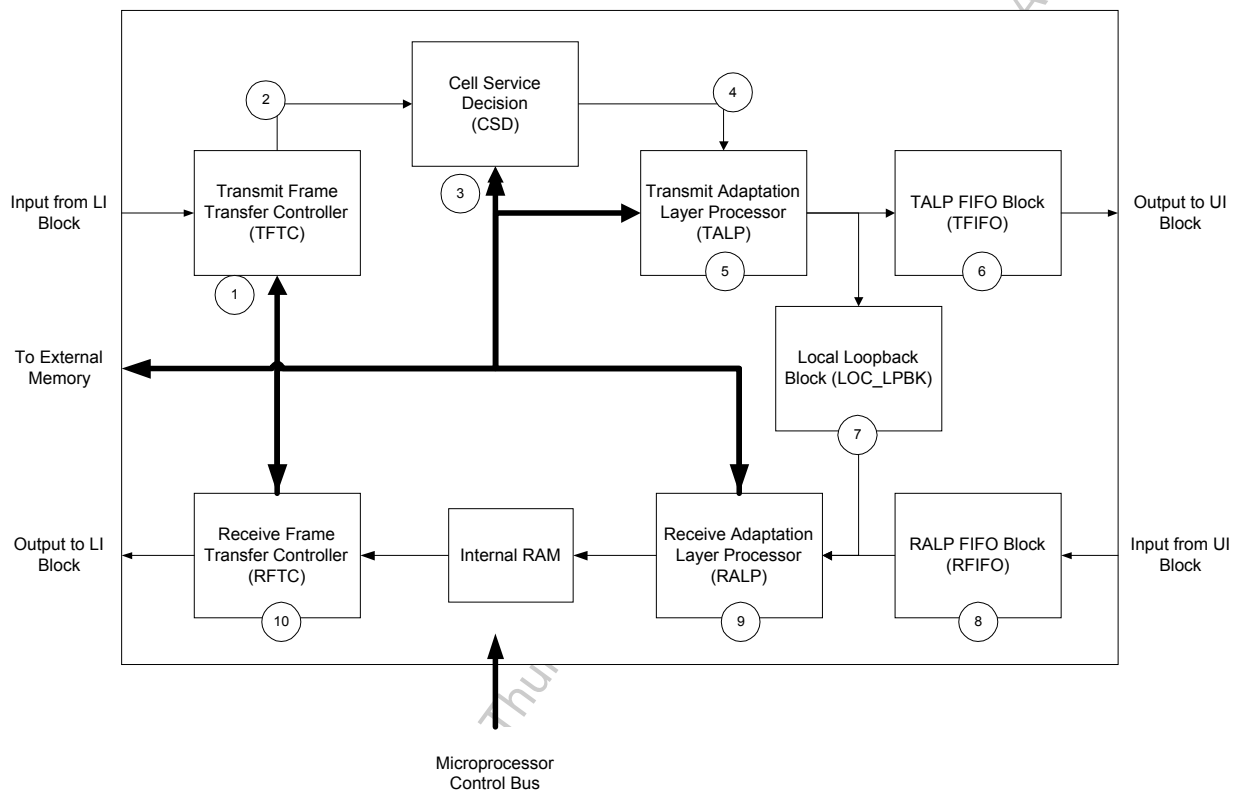 2
Cell Service
Decision
(CSD)
4
3
Input from LI
Block
Transmit Frame
Transfer Controller
(TFTC)
1
Transmit Adaptation
Layer Processor
(TALP)
5
TALP FIFO Block
(TFIFO)
6
Output to UI
Block
To External
Memory
Local Loopback
Block (LOC_LPBK)
7
Output to LI
Block
Receive Frame
Transfer Controller
(RFTC)
10
Internal RAM
Receive Adaptation
Layer Processor
(RALP)
9
RALP FIFO Block
(RFIFO)
8
Input from UI
Block
Microprocessor
Control Bus